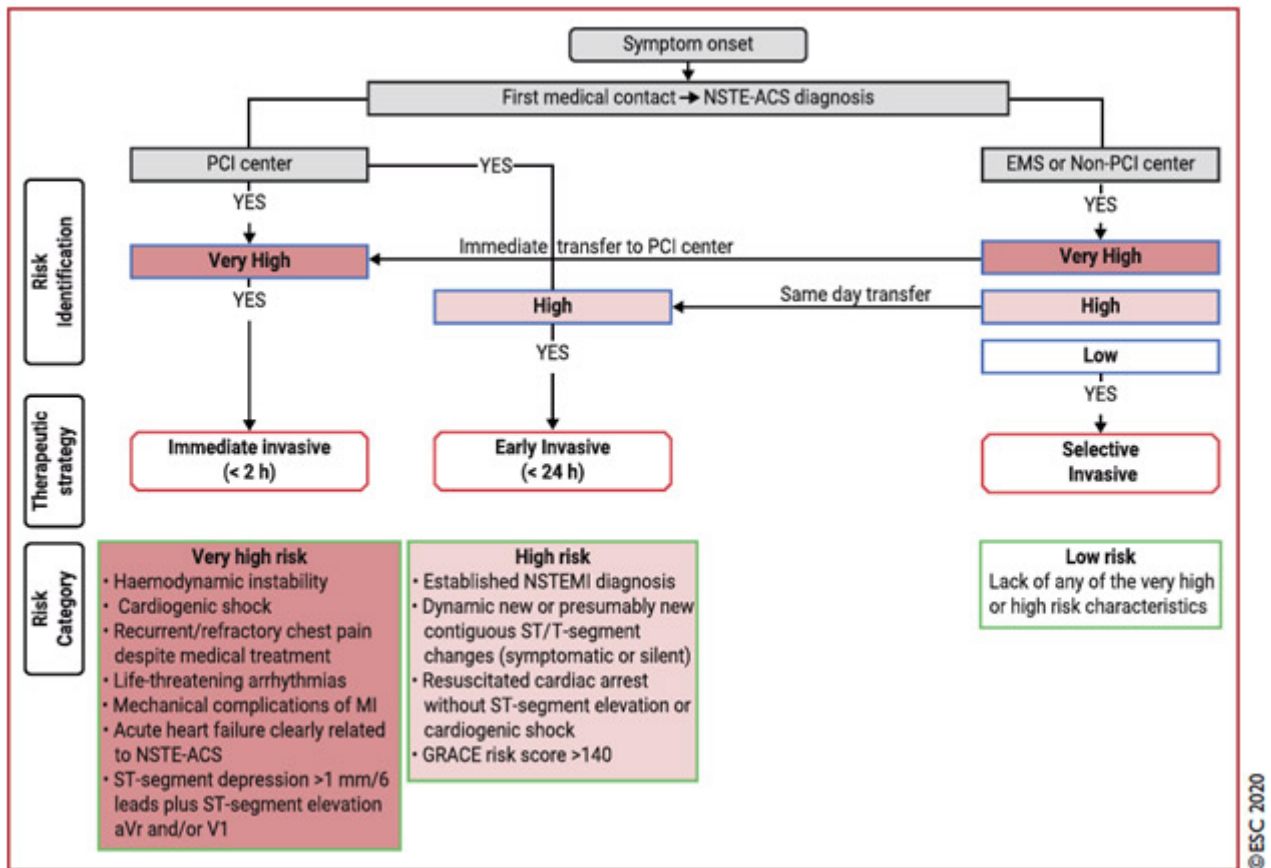 Symptom onset
First medical contact → NSTE-ACS diagnosis
PCI center
YES
EMS or Non-PCI center
YES
YES
Risk
Identification
Very High
Immediate transfer to PCI center
Very High
YES
High
Same day transfer
High
YES
Low
YES
Therapeutic
strategy
Immediate invasive
(< 2 h)
Early Invasive
(< 24 h)
Selective
Invasive
Risk
Category
Very high risk
• Haemodynamic instability
• Cardiogenic shock
• Recurrent/refractory chest pain
despite medical treatment
• Life-threatening arrhythmias
• Mechanical complications of MI
• Acute heart failure clearly related
to NSTE-ACS
• ST-segment depression >1 mm/6
leads plus ST-segment elevation
aVr and/or V1
High risk
• Established NSTEMI diagnosis
• Dynamic new or presumably new
contiguous ST/T-segment
changes (symptomatic or silent)
• Resuscitated cardiac arrest
without ST-segment elevation or
cardiogenic shock
• GRACE risk score >140
Low risk
Lack of any of the very high
or high risk characteristics
©ESC 2020